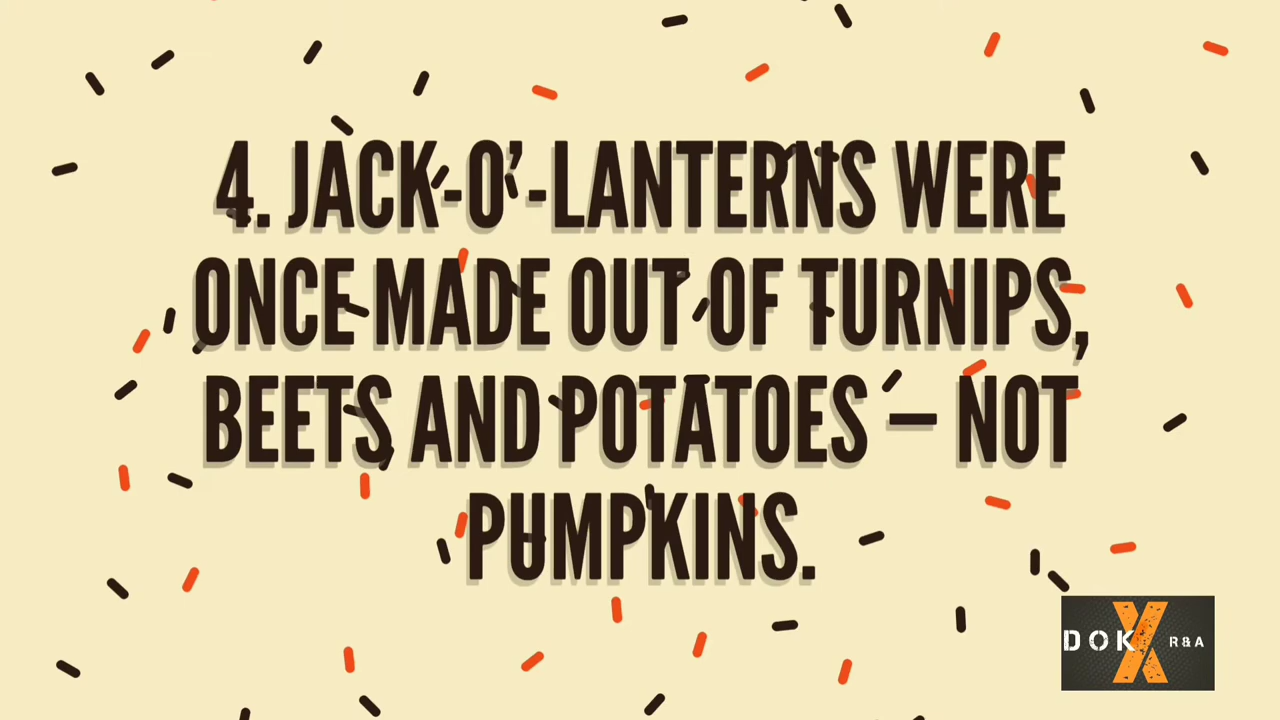 4. JACK-O’-LANTERNS WERE
ONCE MADE OUT OF TURNIPS,
BEETS AND POTATOES – NOT
PUMPKINS.
DOK X R&A